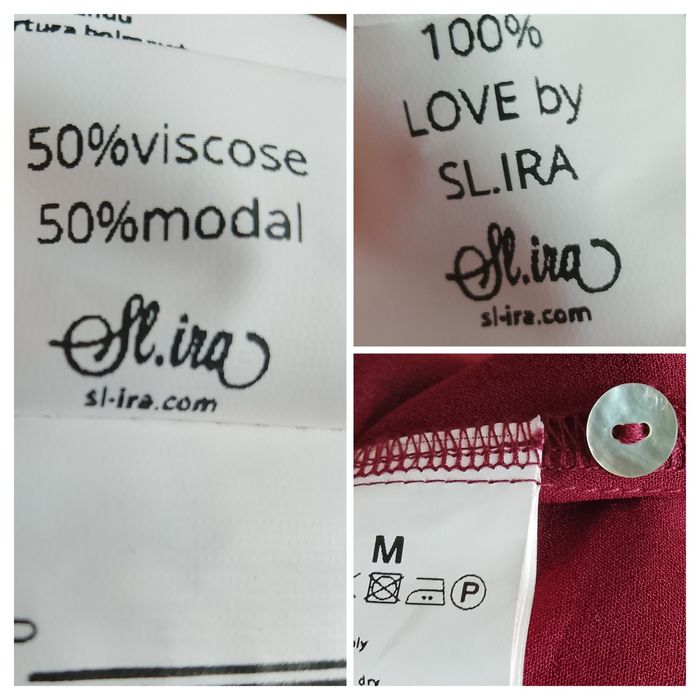 50%viscose
50%modal
Sl.ira
sl-ira.com
100%
LOVE by
SL.IRA
Sl.ira
sl-ira.com
M
P
dry